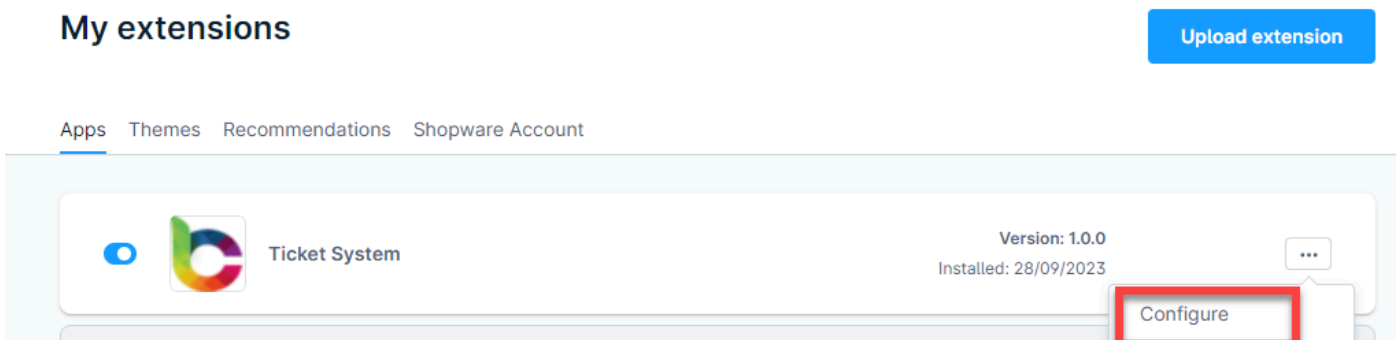 My extensions
Upload extension
Apps Themes Recommendations Shopware Account
Ticket System
Version: 1.0.0
Installed: 28/09/2023
Configure